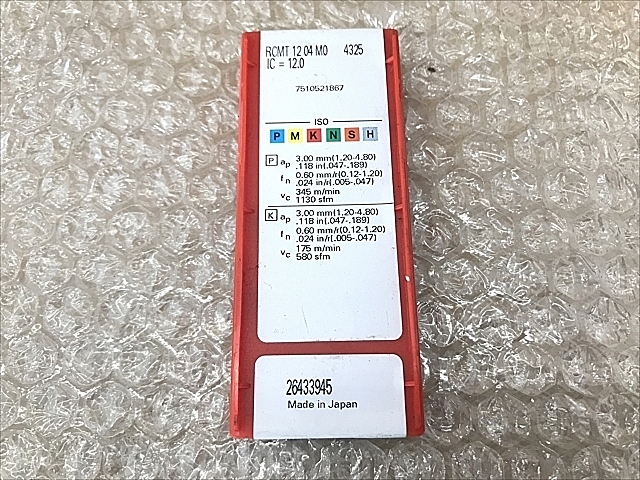 RCMT 12 04 M0 4325
IC = 12.0
7510521867
ISO
P M K N S H
P ap 3.00 mm(1.20-4.80)
.118 in(.047-.189)
fn 0.60 mm/r(0.12-1.20)
.024 in/r(.005-.047)
vc 345 m/min
1130 sfm
K ap 3.00 mm(1.20-4.80)
.118 in(.047-.189)
fn 0.60 mm/r(0.12-1.20)
.024 in/r(.005-.047)
vc 175 m/min
580 sfm
26433945
Made in Japan